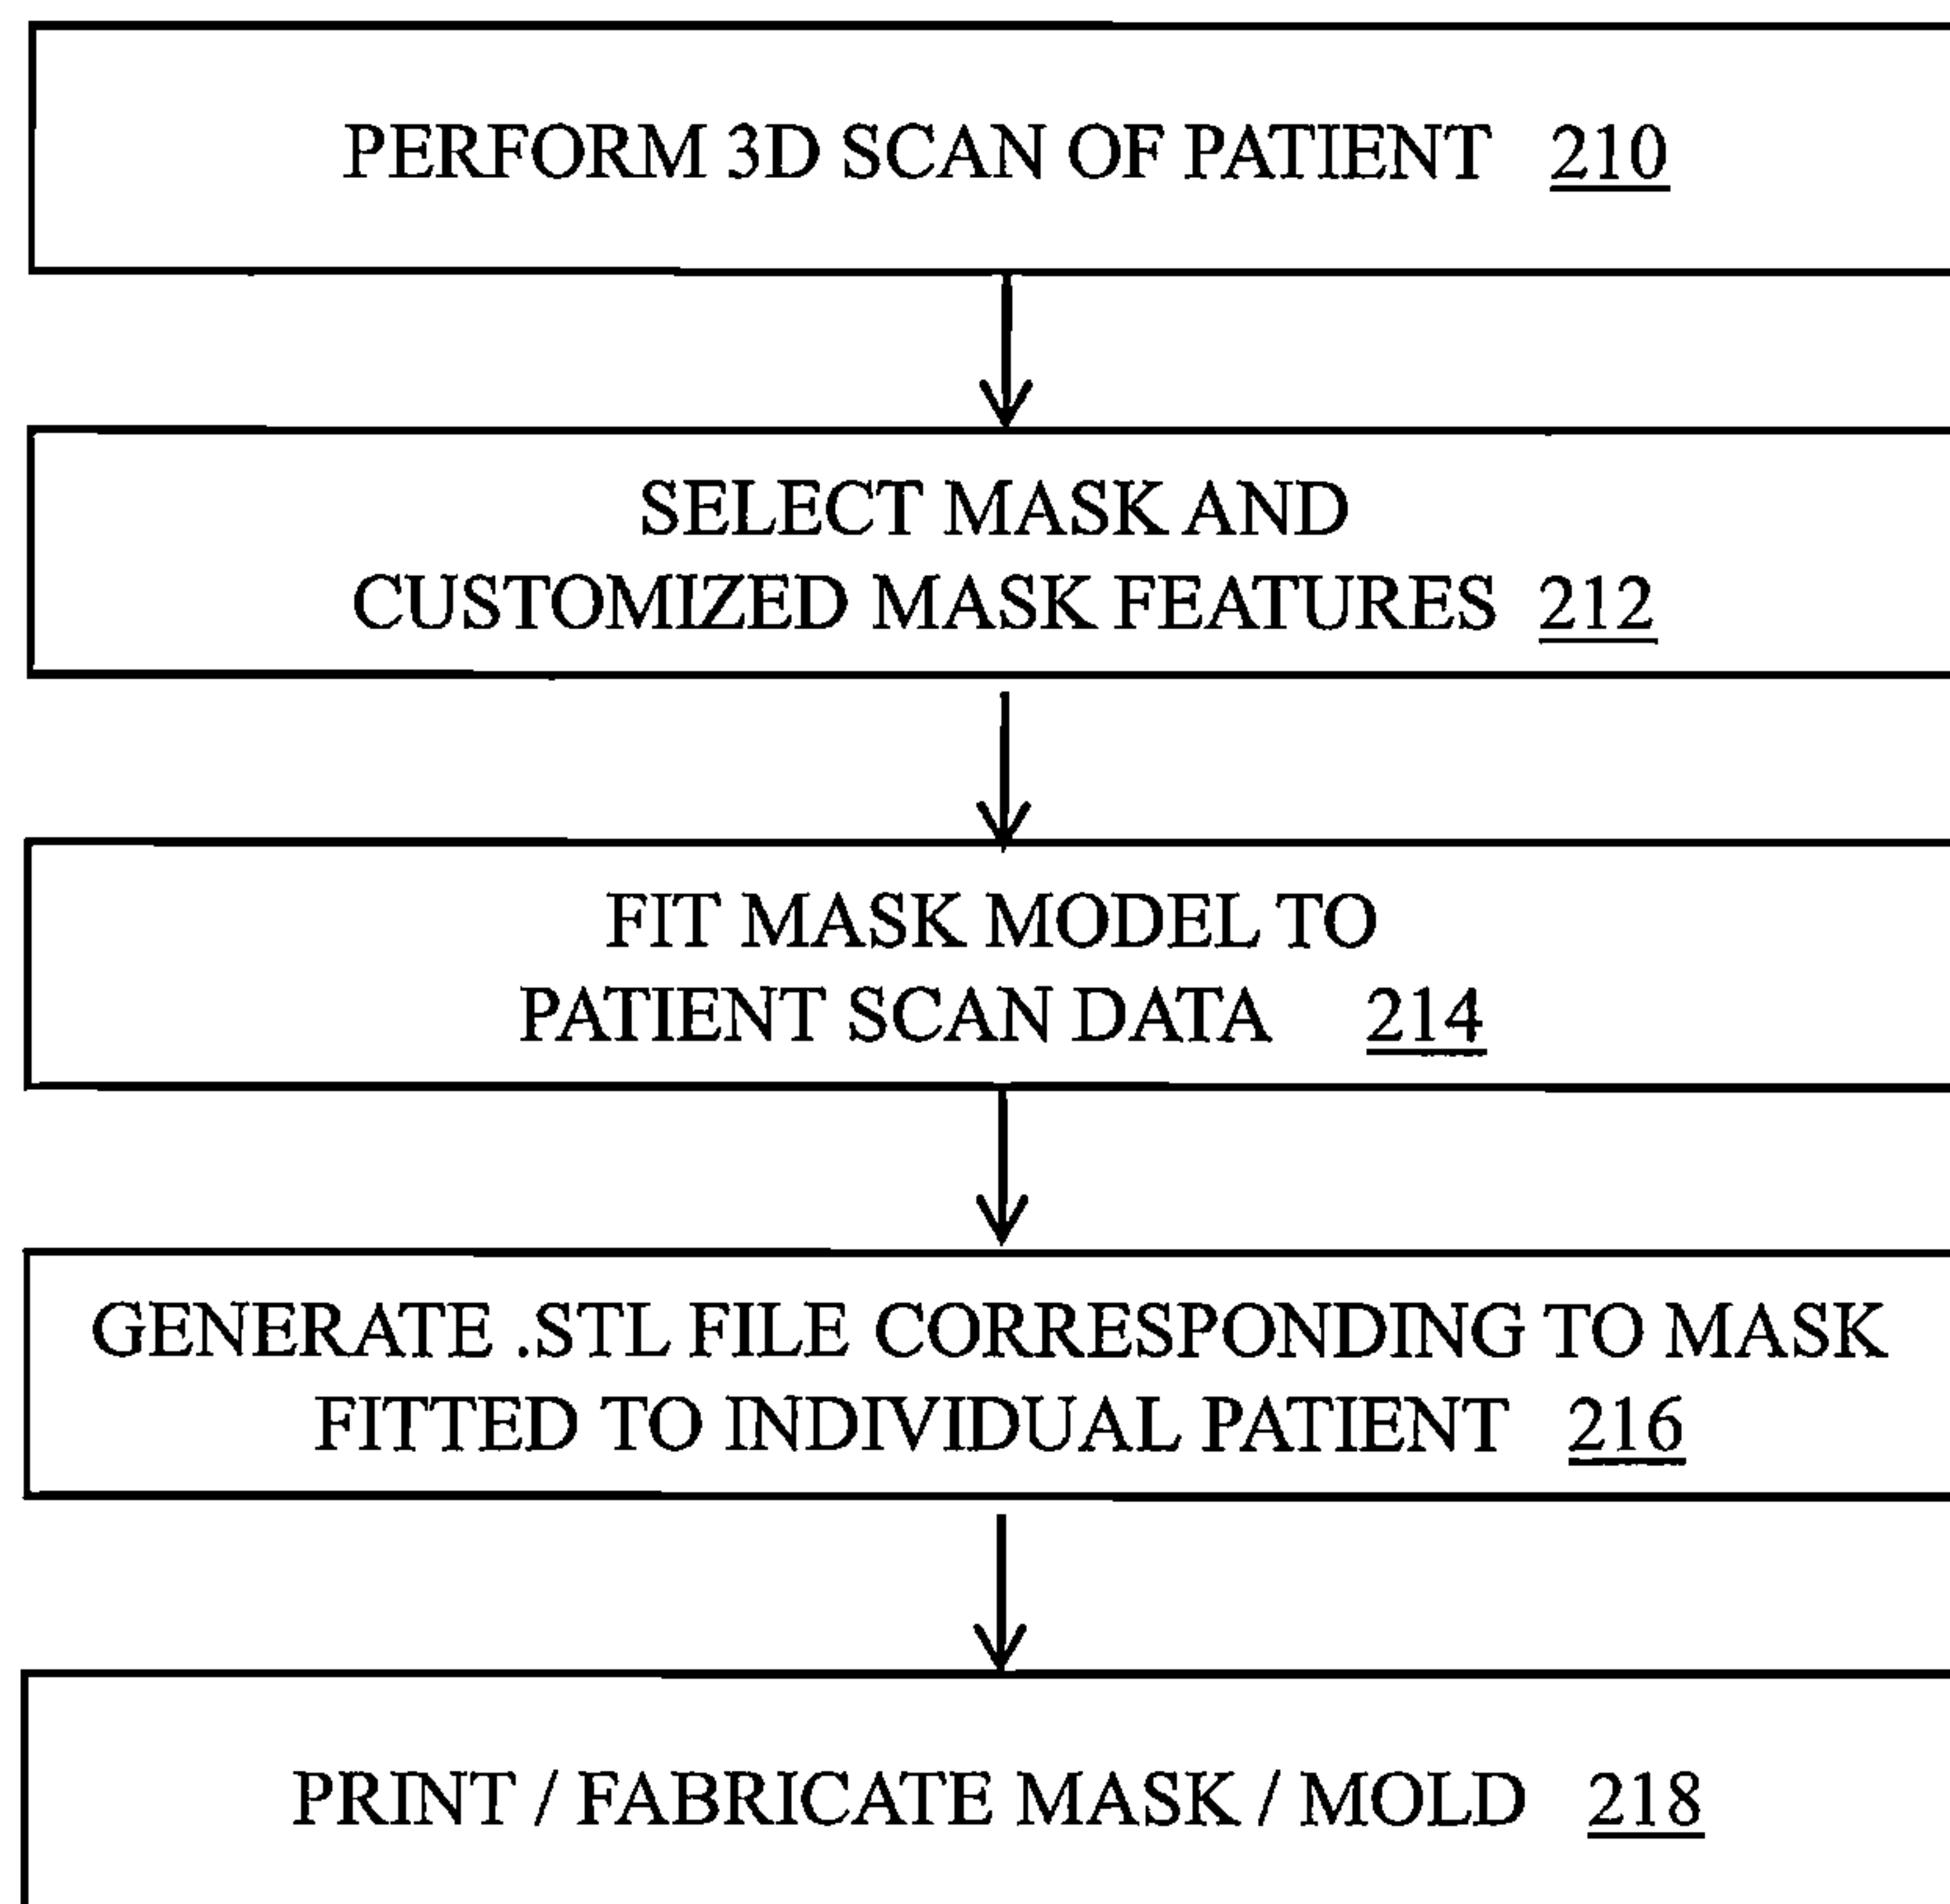 PERFORM 3D SCAN OF PATIENT 210
SELECT MASK AND
CUSTOMIZED MASK FEATURES 212
FIT MASK MODEL TO
PATIENT SCAN DATA 214
GENERATE .STL FILE CORRESPONDING TO MASK
FITTED TO INDIVIDUAL PATIENT 216
PRINT / FABRICATE MASK / MOLD 218